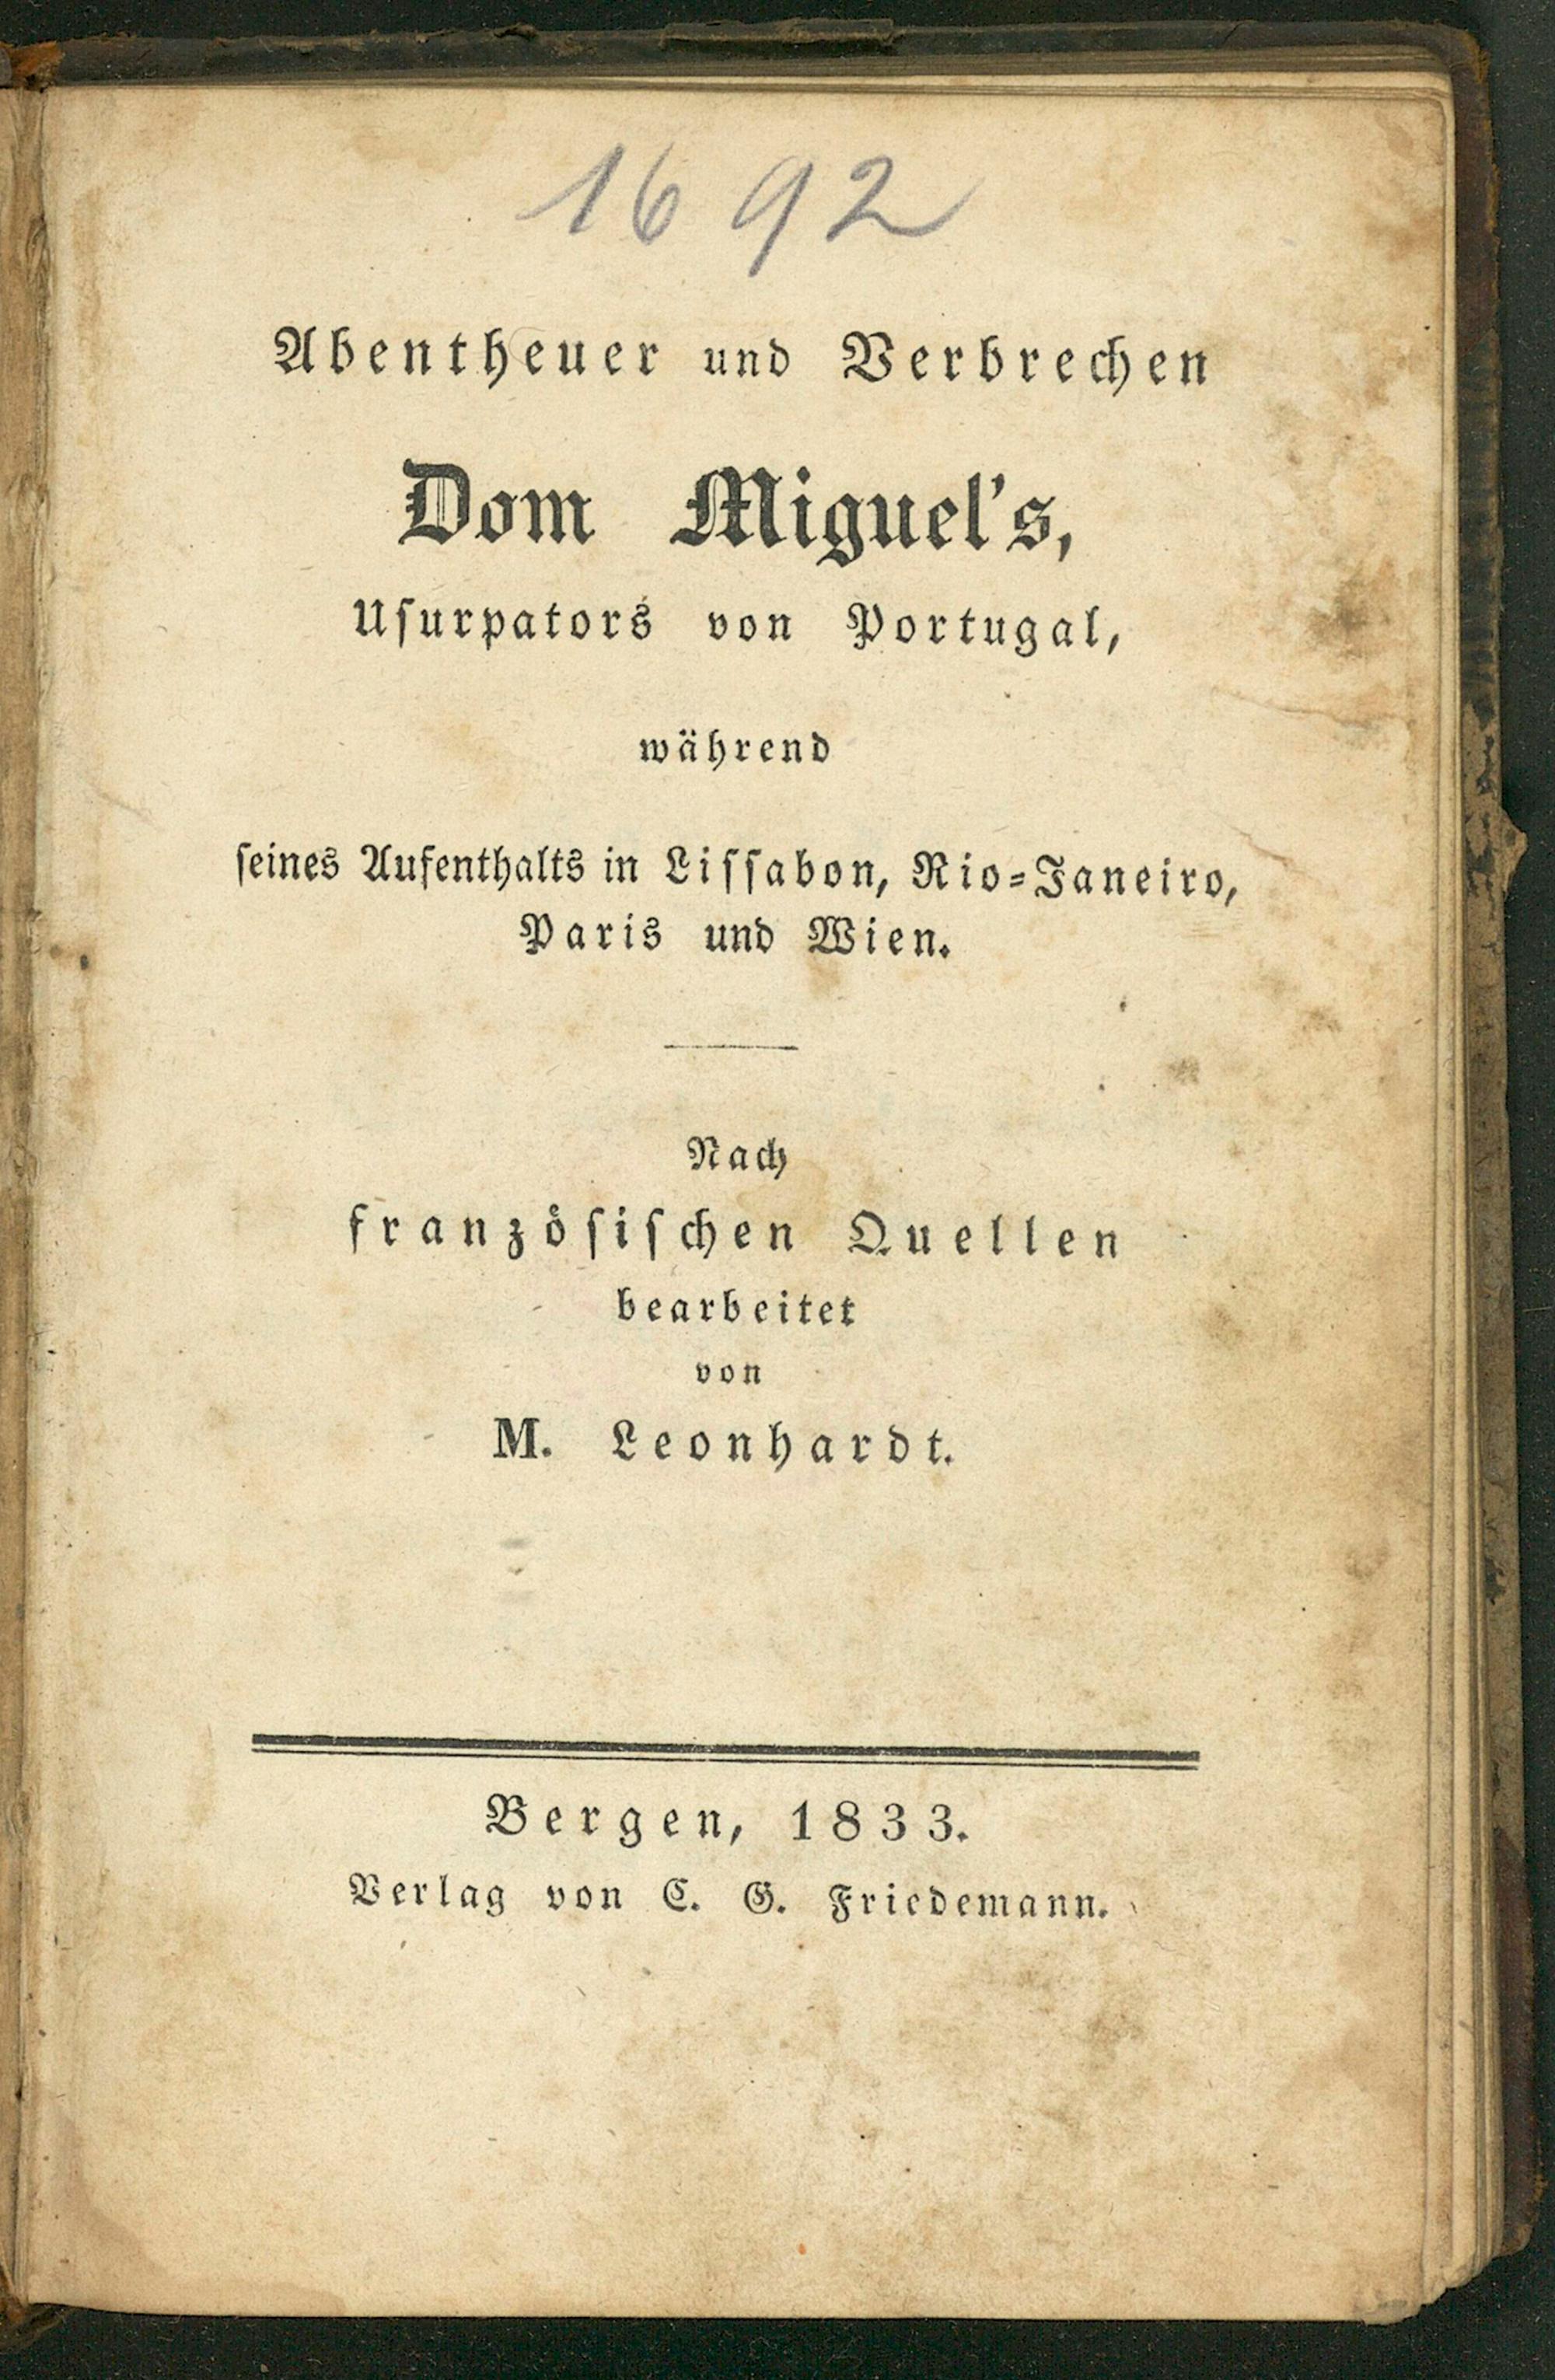 1692
Abentheuer und Verbrechen
Dom Miguel's,
Usurpators von Portugal,
während
seines Aufenthalts in Lissabon, Rio=Janeiro,
Paris und Wien.
Nach
französischen Quellen
bearbeitet
von
M. Leonhardt.
Bergen, 1833.
Verlag von C. G. Friedemann.